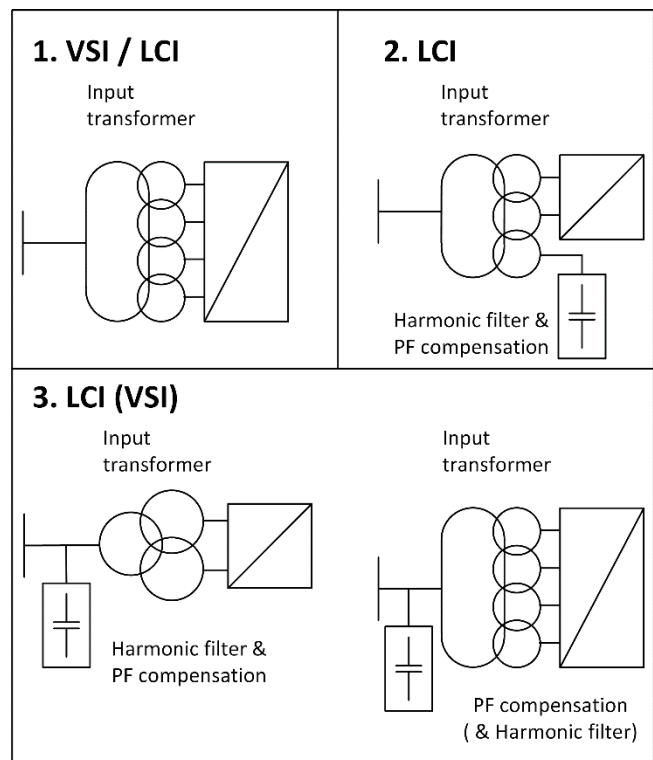 1. VSI / LCI
Input
transformer
2. LCI
Input
transformer
Harmonic filter &
PF compensation
3. LCI (VSI)
Input
transformer
Harmonic filter &
PF compensation
Input
transformer
PF compensation
( & Harmonic filter)